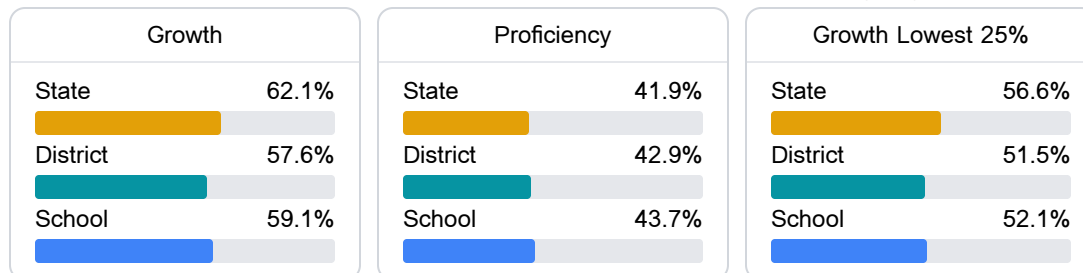 Growth
State 62.1%
District 57.6%
School 59.1%
Proficiency
State 41.9%
District 42.9%
School 43.7%
Growth Lowest 25%
State 56.6%
District 51.5%
School 52.1%